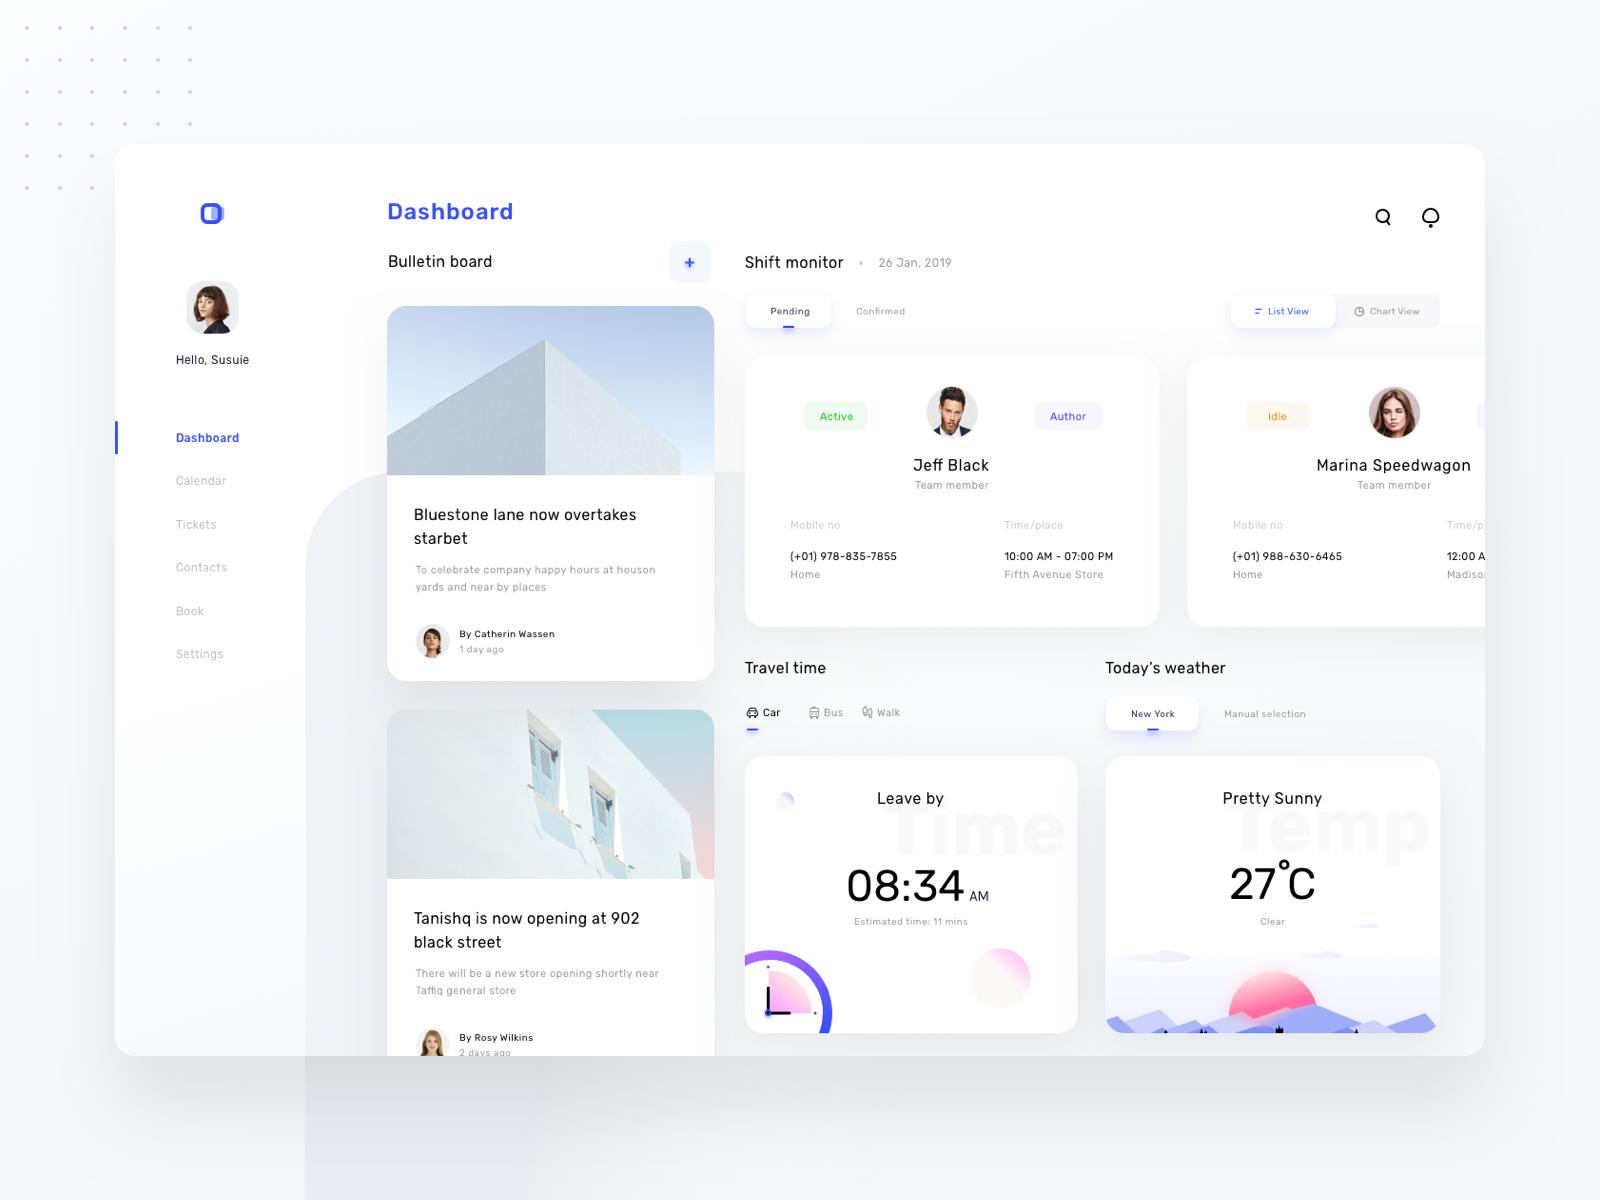 Dashboard
Hello, Susuie
Dashboard
Calendar
Tickets
Contacts
Book
Settings
Bulletin board
+
Bluestone lane now overtakes
starbet
To celebrate company happy hours at houson
yards and near by places
By Catherin Wassen
1 day ago
Tanishq is now opening at 902
black street
There will be a new store opening shortly near
Taffiq general store
By Rosy Wilkins
2 days ago
Shift monitor • 26 Jan, 2019
Pending Confirmed
List View Chart View
Active Author
Jeff Black
Team member
Mobile no Time/place
(+01) 978-835-7855 10:00 AM - 07:00 PM
Home Fifth Avenue Store
Idle
Marina Speedwagon
Team member
Mobile no Time/pl
(+01) 988-630-6465 12:00 A
Home Madiso
Travel time
Car Bus Walk
Leave by
Time
08:34 AM
Estimated time: 11 mins
Today's weather
New York Manual selection
Pretty Sunny
Temp
27°C
Clear